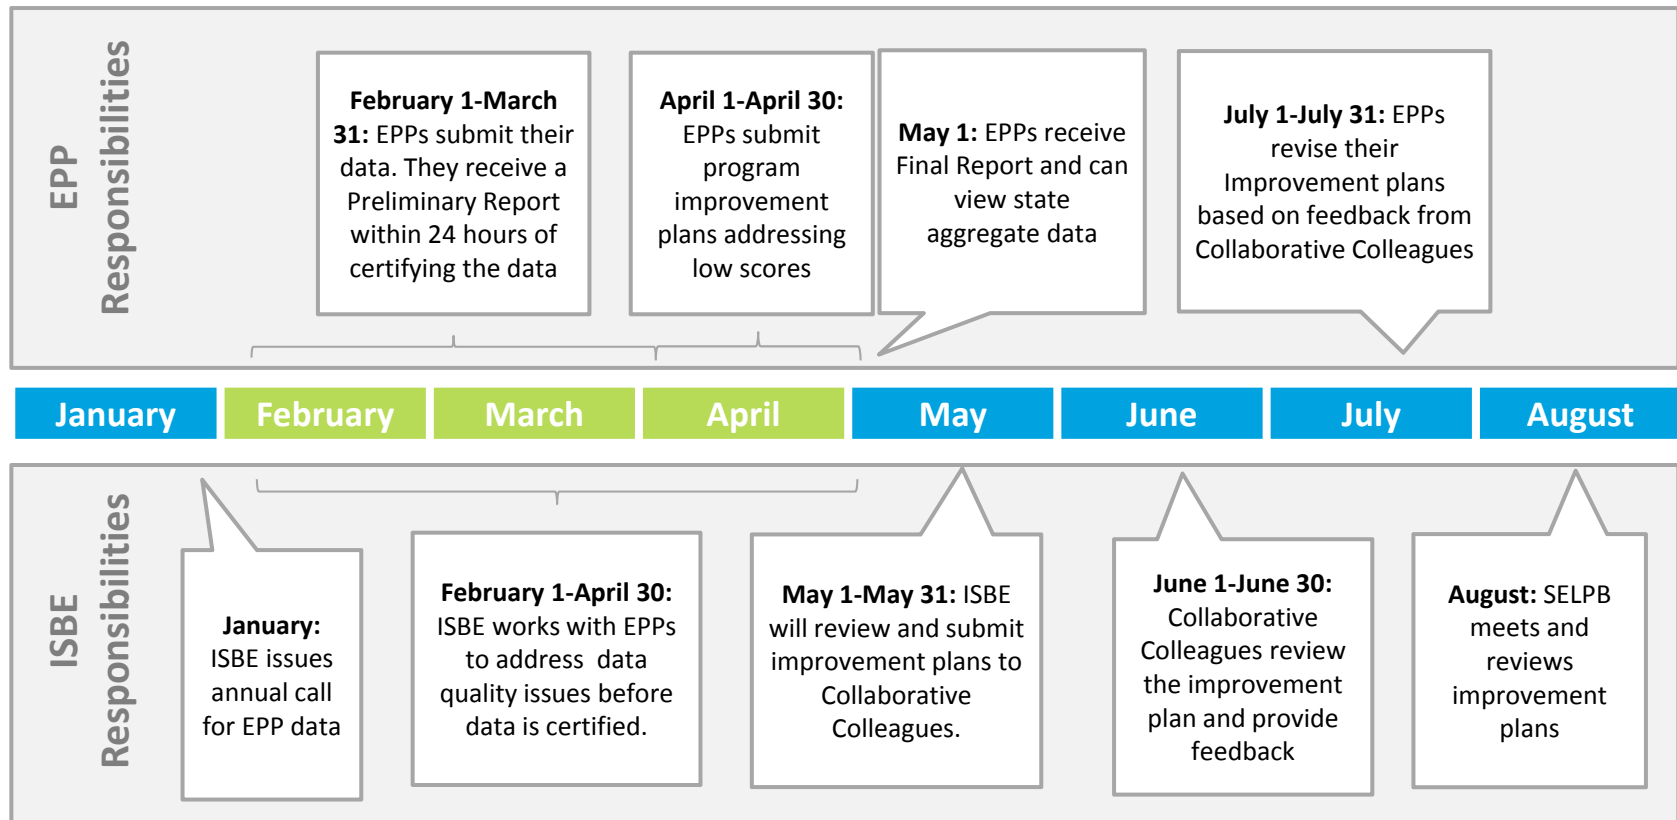 EPP
Responsibilities
February 1-March
31: EPPs submit their
data. They receive a
Preliminary Report
within 24 hours of
certifying the data
April 1-April 30:
EPPs submit
program
improvement
plans addressing
low scores
May 1: EPPs receive
Final Report and can
view state
aggregate data
July 1-July 31: EPPs
revise their
Improvement plans
based on feedback from
Collaborative Colleagues
January
February
March
April
May
June
July
August
ISBE
Responsibilities
January:
ISBE issues
annual call
for EPP data
February 1-April 30:
ISBE works with EPPs
to address data
quality issues before
data is certified.
May 1-May 31: ISBE
will review and submit
improvement plans to
Collaborative
Colleagues.
June 1-June 30:
Collaborative
Colleagues review
the improvement
plan and provide
feedback
August: SELPB
meets and
reviews
improvement
plans